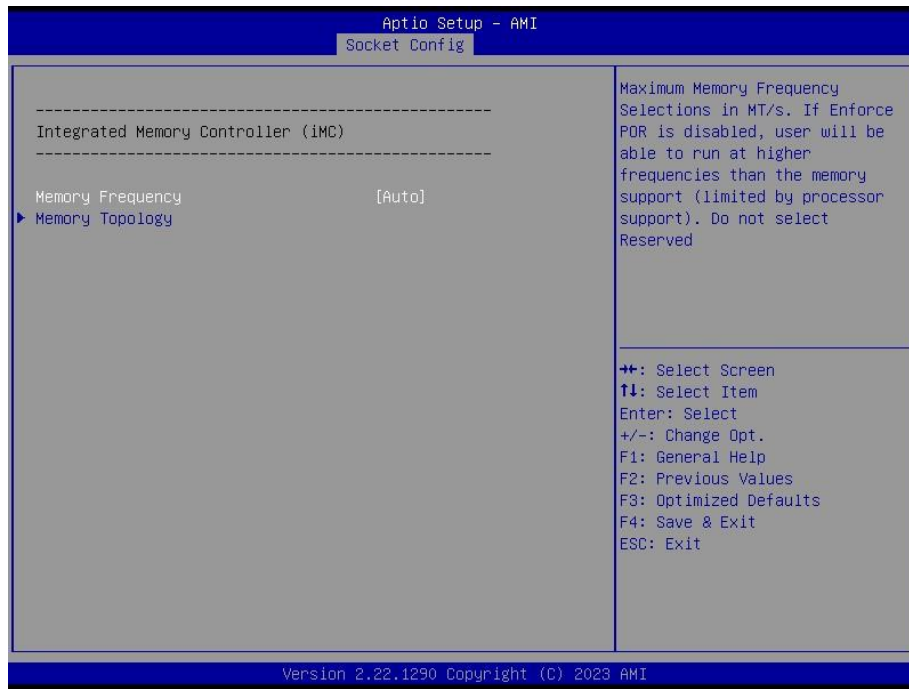 Aptio Setup – AMI
Socket Config
--------------------------------------------------
Integrated Memory Controller (iMC)
--------------------------------------------------
Memory Frequency [Auto]
▶ Memory Topology
Maximum Memory Frequency
Selections in MT/s. If Enforce
POR is disabled, user will be
able to run at higher
frequencies than the memory
support (limited by processor
support). Do not select
Reserved
→←: Select Screen
↑↓: Select Item
Enter: Select
+/-: Change Opt.
F1: General Help
F2: Previous Values
F3: Optimized Defaults
F4: Save & Exit
ESC: Exit
Version 2.22.1290 Copyright (C) 2023 AMI